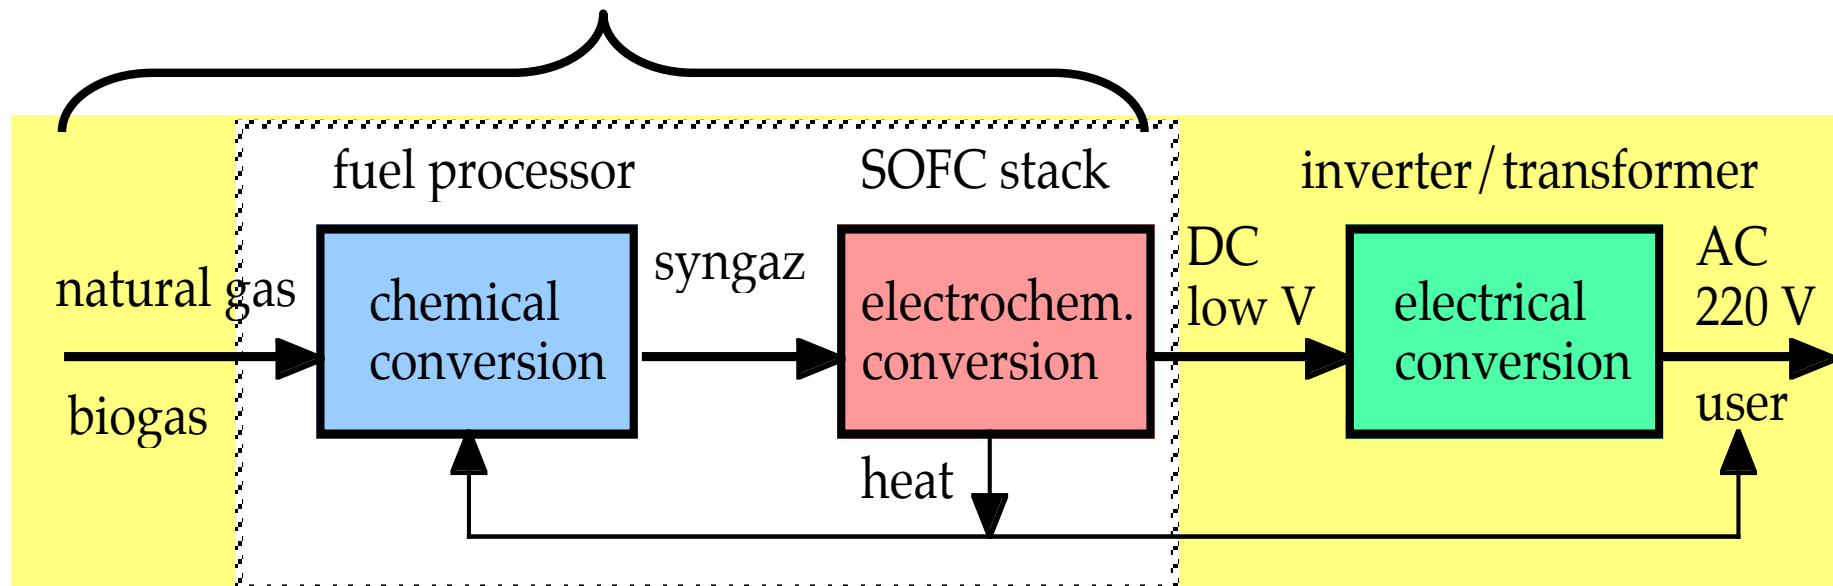 fuel processor
SOFC stack
inverter/transformer
natural gas
biogas
chemical
conversion
syngaz
electrochem.
conversion
heat
DC
low V
electrical
conversion
AC
220 V
user